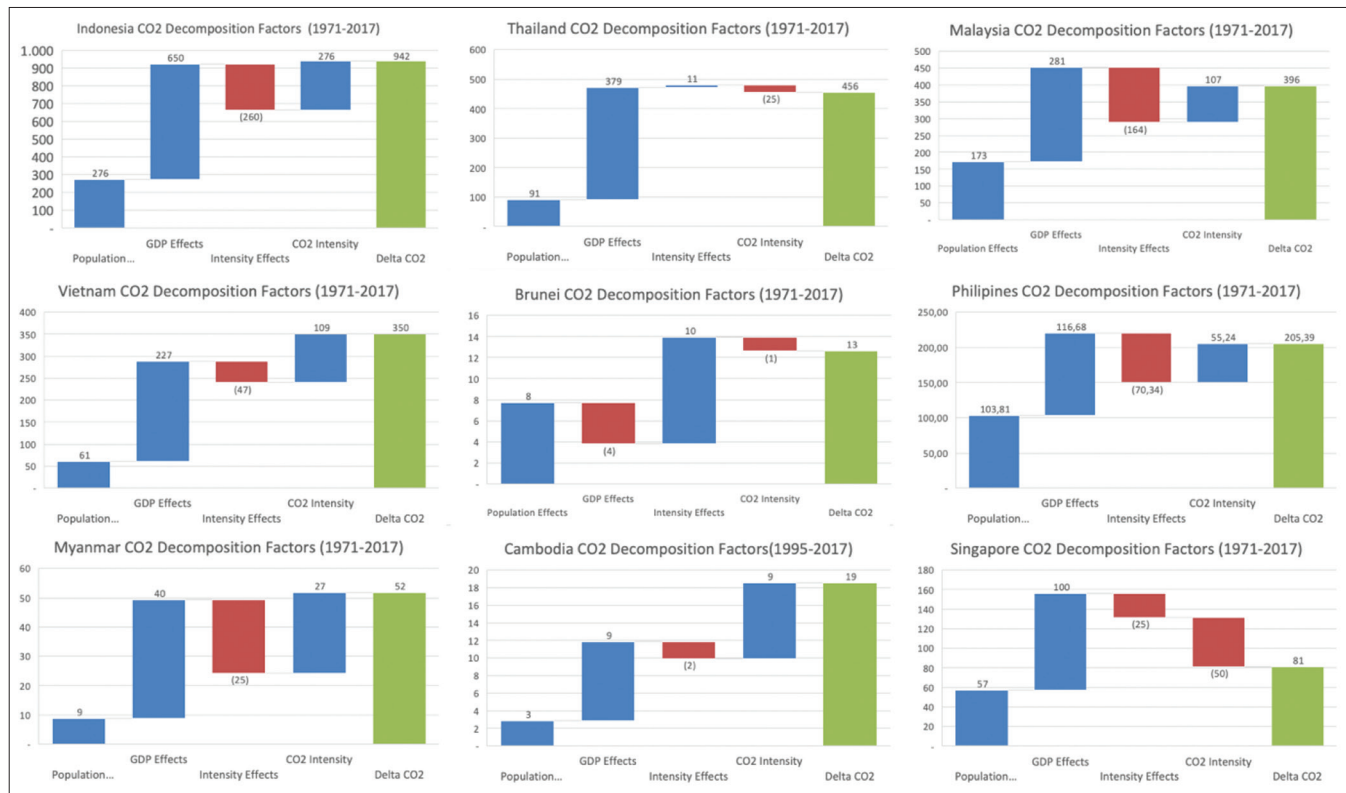 Indonesia CO2 Decomposition Factors (1971-2017)
1.000
900
800
700
600
500
400
300
200
100
-
276
650
(260)
276
942
GDP Effects
CO2 Intensity
Population...
Intensity Effects
Delta CO2
Thailand CO2 Decomposition Factors (1971-2017)
600
500
400
300
200
100
-
91
379
11
(25)
456
GDP Effects
CO2 Intensity
Population...
Intensity Effects
Delta CO2
Malaysia CO2 Decomposition Factors (1971-2017)
500
450
400
350
300
250
200
150
100
50
-
173
281
(164)
107
396
GDP Effects
CO2 Intensity
Population Effects
Intensity Effects
Delta CO2
Vietnam CO2 Decomposition Factors (1971-2017)
400
350
300
250
200
150
100
50
-
61
227
(47)
109
350
GDP Effects
CO2 Intensity
Population...
Intensity Effects
Delta CO2
Brunei CO2 Decomposition Factors (1971-2017)
16
14
12
10
8
6
4
2
-
8
(4)
10
(1)
13
GDP Effects
CO2 Intensity
Population Effects
Intensity Effects
Delta CO2
Philipines CO2 Decomposition Factors (1971-2017)
250,00
200,00
150,00
100,00
50,00
-
103,81
116,68
(70,34)
55,24
205,39
GDP Effects
CO2 Intensity
Population...
Intensity Effects
Delta CO2
Myanmar CO2 Decomposition Factors (1971-2017)
60
50
40
30
20
10
-
9
40
(25)
27
52
GDP Effects
CO2 Intensity
Population...
Intensity Effects
Delta CO2
Cambodia CO2 Decomposition Factors(1995-2017)
20
18
16
14
12
10
8
6
4
2
-
3
9
(2)
9
19
GDP Effects
CO2 Intensity
Population...
Intensity Effects
Delta CO2
Singapore CO2 Decomposition Factors (1971-2017)
180
160
140
120
100
80
60
40
20
-
57
100
(25)
(50)
81
GDP Effects
CO2 Intensity
Population...
Intensity Effects
Delta CO2